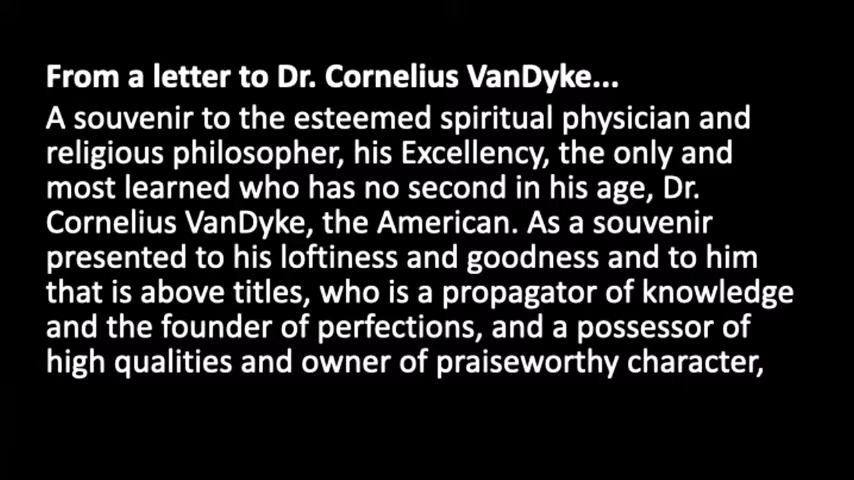 From a letter to Dr. Cornelius VanDyke...
A souvenir to the esteemed spiritual physician and
religious philosopher, his Excellency, the only and
most learned who has no second in his age, Dr.
Cornelius VanDyke, the American. As a souvenir
presented to his loftiness and goodness and to him
that is above titles, who is a propagator of knowledge
and the founder of perfections, and a possessor of
high qualities and owner of praiseworthy character,